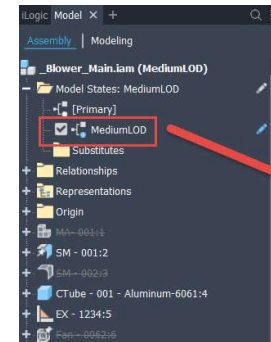 iLogic Model × +
Assembly | Modeling
_Blower_Main.iam (MediumLOD)
Model States: MediumLOD
[Primary]
MediumLOD
Substitutes
Relationships
Representations
Origin
MA- 001:1
SM - 001:2
SM - 002:3
CTube - 001 - Aluminum-6061:4
EX - 1234:5
Fan - 0062:6